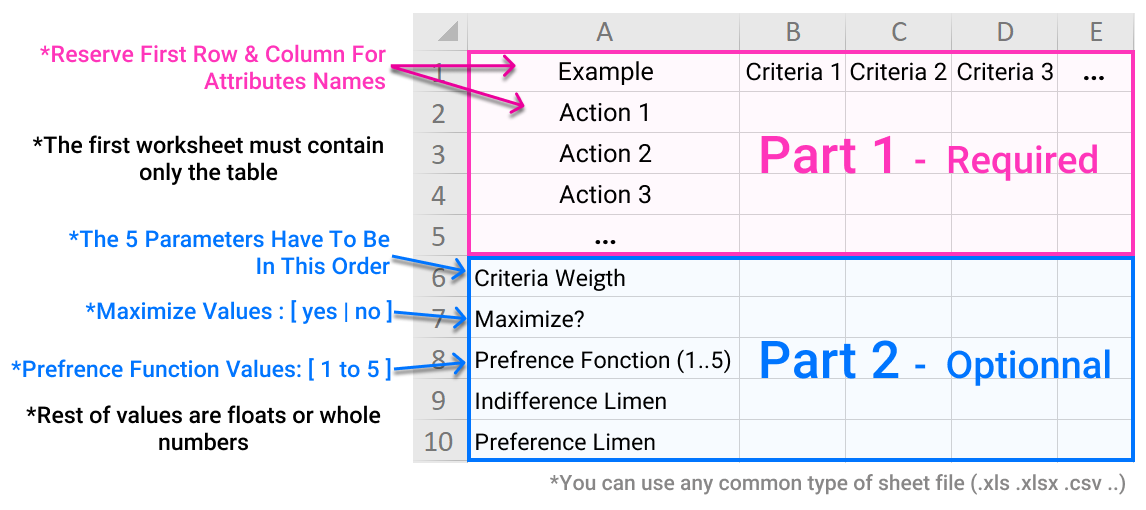 *Reserve First Row & Column For
Attributes Names
*The first worksheet must contain
only the table
*The 5 Parameters Have To Be
In This Order
*Maximize Values : [ yes | no ]
*Prefrence Function Values: [ 1 to 5 ]
*Rest of values are floats or whole
numbers
A B C D E
1 Example Criteria 1 Criteria 2 Criteria 3 ...
2 Action 1
3 Action 2
Part 1 - Required
4 Action 3
5 ...
6 Criteria Weigth
7 Maximize?
8 Prefrence Fonction (1..5)
Part 2 - Optionnal
9 Indifference Limen
10 Preference Limen
*You can use any common type of sheet file (.xls .xlsx .csv ..)